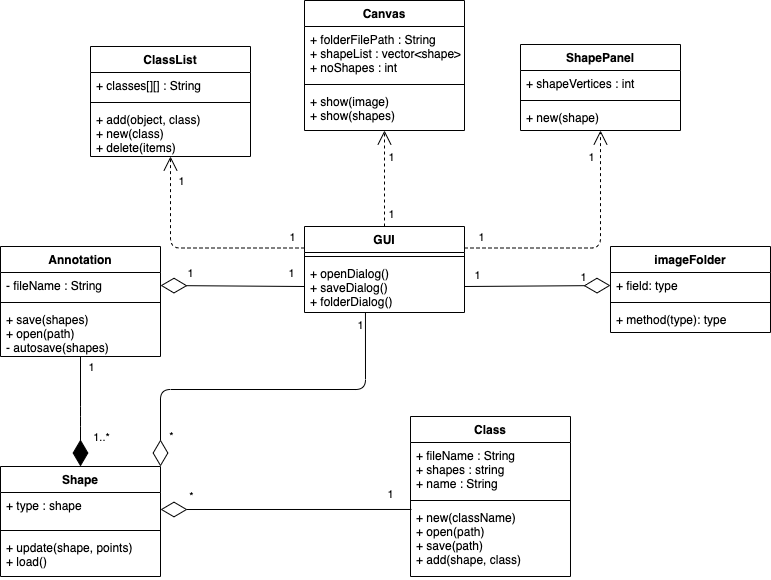 Canvas
+ folderFilePath : String
+ shapeList : vector<shape>
+ noShapes : int
+ show(image)
+ show(shapes)
ClassList
+ classes[][] : String
+ add(object, class)
+ new(class)
+ delete(items)
ShapePanel
+ shapeVertices : int
+ new(shape)
1
1
1
1
1
1
GUI
+ openDialog()
+ saveDialog()
+ folderDialog()
Annotation
- fileName : String
+ save(shapes)
+ open(path)
- autosave(shapes)
1
1
1
1
imageFolder
+ field: type
+ method(type): type
1
1
1..*
*
Shape
+ type : shape
+ update(shape, points)
+ load()
*
1
Class
+ fileName : String
+ shapes : string
+ name : String
+ new(className)
+ open(path)
+ save(path)
+ add(shape, class)